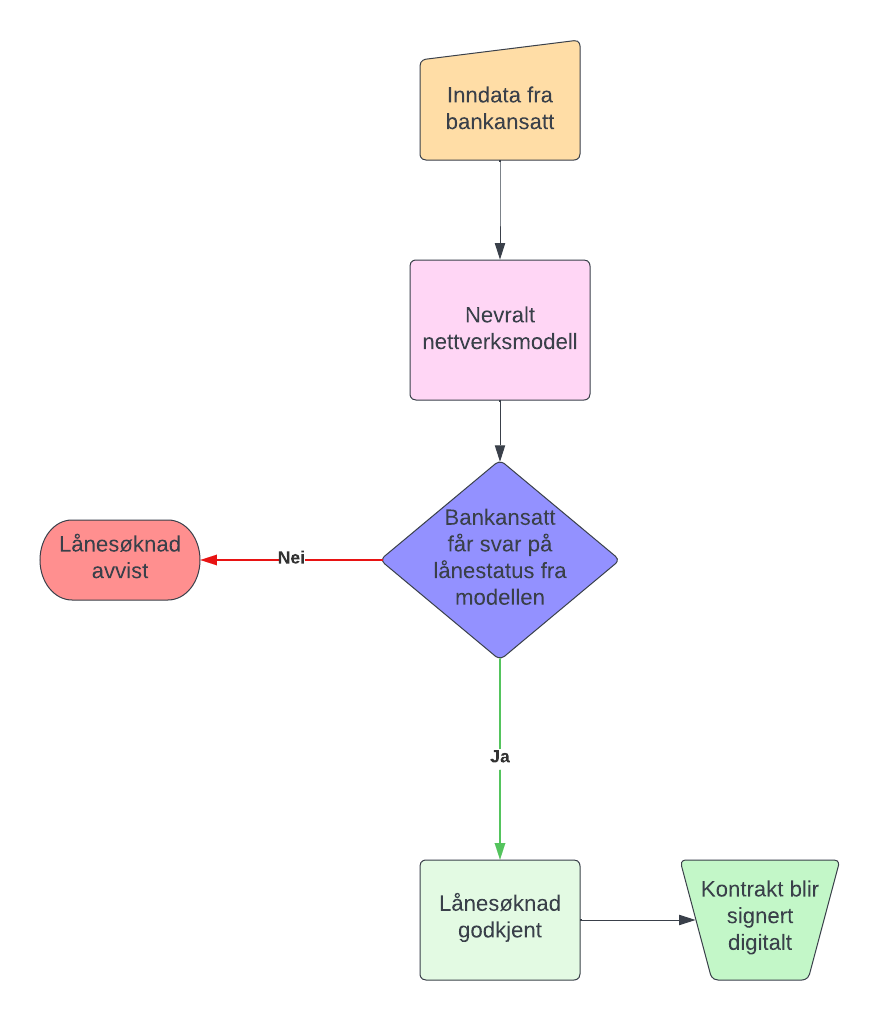 Inndata fra
bankansatt
Nevralt
nettverksmodell
Bankansatt
får svar på
lånestatus fra
modellen
Nei
Lånesøknad
avvist
Ja
Lånesøknad
godkjent
Kontrakt blir
signert
digitalt